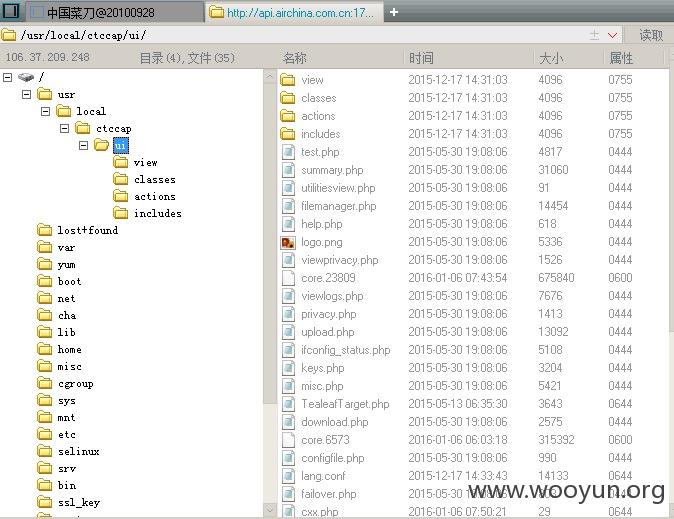 中国菜刀@20100928 http://api.airchina.com.cn:17... +
/usr/local/ctccap/ui/ 读取
106.37.209.248 目录(4),文件(35) 名称 时间 大小 属性
/
usr
local
ctccap
ui
view
classes
actions
includes
lost+found
var
yum
boot
net
cha
lib
home
misc
cgroup
sys
mnt
etc
selinux
srv
bin
ssl_key
view 2015-12-17 14:31:03 4096 0755
classes 2015-12-17 14:31:03 4096 0755
actions 2015-12-17 14:31:03 4096 0755
includes 2015-12-17 14:31:03 4096 0755
test.php 2015-05-30 19:08:06 4817 0444
summary.php 2015-05-30 19:08:06 31060 0444
utilitiesview.php 2015-05-30 19:08:06 91 0444
filemanager.php 2015-05-30 19:08:06 14454 0444
help.php 2015-05-30 19:08:06 618 0444
logo.png 2015-05-30 19:08:06 5336 0444
viewprivacy.php 2015-05-30 19:08:06 1526 0444
core.23809 2016-01-06 07:43:54 675840 0600
viewlogs.php 2015-05-30 19:08:06 7676 0444
privacy.php 2015-05-30 19:08:06 1413 0444
upload.php 2015-05-30 19:08:06 13092 0444
ifconfig_status.php 2015-05-30 19:08:06 5108 0444
keys.php 2015-05-30 19:08:06 3204 0444
misc.php 2015-05-30 19:08:06 5421 0444
TealeafTarget.php 2015-05-13 06:35:30 3643 0644
download.php 2015-05-30 19:08:06 2575 0444
core.6573 2016-01-06 06:03:18 315392 0600
configfile.php 2015-05-30 19:08:06 990 0444
lang.conf 2015-12-17 14:33:43 14133 0644
failover.php 2015-05-30 19:08:06
cxx.php 2016-01-06 07:50:21 29 0644
www.wooyun.org